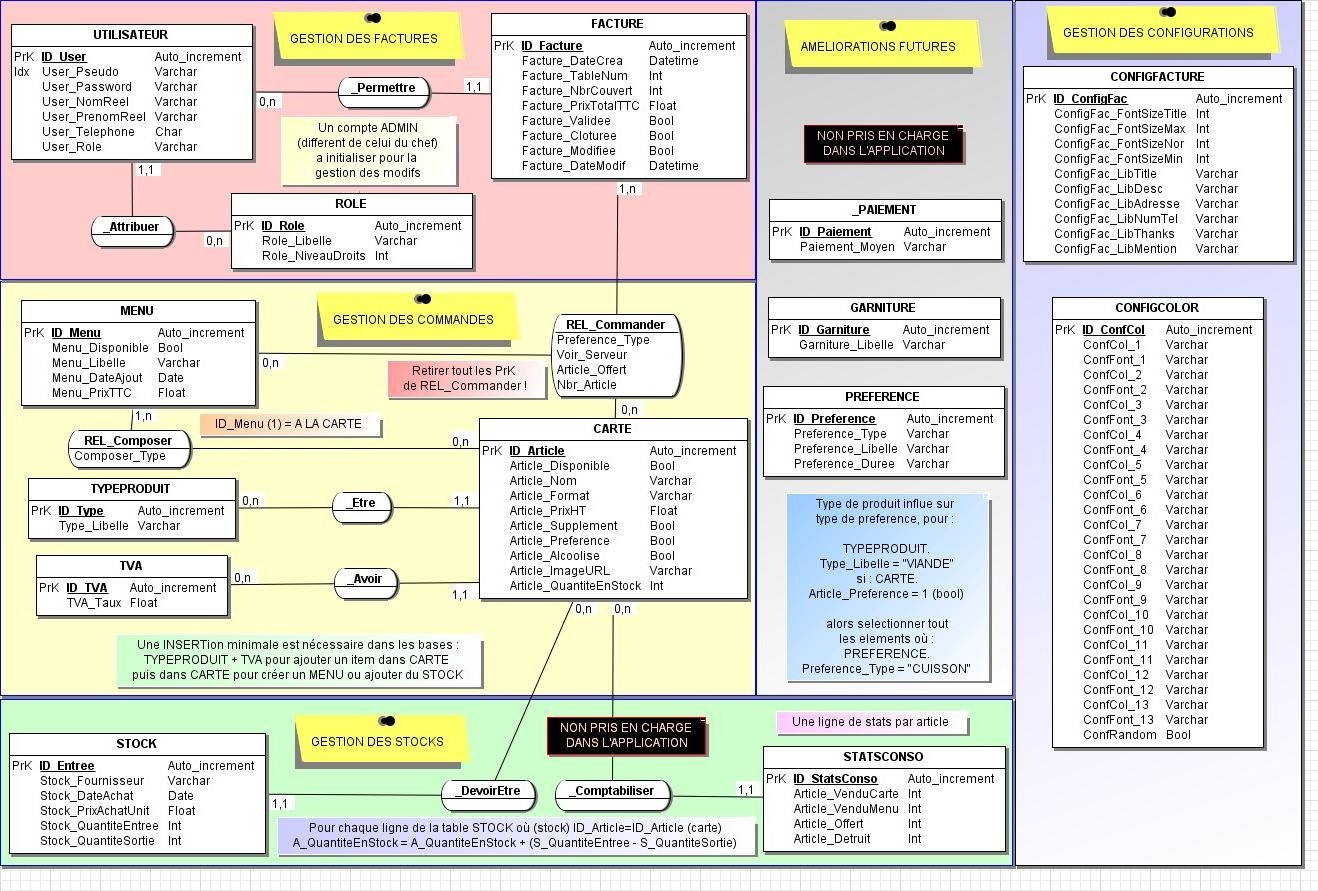 UTILISATEUR
PrK ID_User Auto_increment
Idx User_Pseudo Varchar
User_Password Varchar
User_NomReel Varchar
User_PrenomReel Varchar
User_Telephone Char
User_Role Varchar
GESTION DES FACTURES
0,n
_Permettre
1,1
Un compte ADMIN
(different de celui du chef)
a initialiser pour la
gestion des modifs
FACTURE
PrK ID_Facture Auto_increment
Facture_DateCrea Datetime
Facture_TableNum Int
Facture_NbrCouvert Int
Facture_PrixTotalTTC Float
Facture_Validee Bool
Facture_Cloturee Bool
Facture_Modifiee Bool
Facture_DateModif Datetime
1,n
1,1
_Attribuer
0,n
ROLE
PrK ID_Role Auto_increment
Role_Libelle Varchar
Role_NiveauDroits Int
MENU
PrK ID_Menu Auto_increment
Menu_Disponible Bool
Menu_Libelle Varchar
Menu_DateAjout Date
Menu_PrixTTC Float
GESTION DES COMMANDES
0,n
Retirer tout les PrK
de REL_Commander !
REL_Commander
Preference_Type
Voir_Serveur
Article_Offert
Nbr_Article
0,n
1,n
ID_Menu (1) = A LA CARTE
REL_Composer
Composer_Type
0,n
CARTE
PrK ID_Article Auto_increment
Article_Disponible Bool
Article_Nom Varchar
Article_Format Varchar
Article_PrixHT Float
Article_Supplement Bool
Article_Preference Bool
Article_Alcoolise Bool
Article_ImageURL Varchar
Article_QuantiteEnStock Int
TYPEPRODUIT
PrK ID_Type Auto_increment
Type_Libelle Varchar
0,n
_Etre
1,1
TVA
PrK ID_TVA Auto_increment
TVA_Taux Float
0,n
_Avoir
1,1
0,n
0,n
Une INSERTion minimale est nécessaire dans les bases :
TYPEPRODUIT + TVA pour ajouter un item dans CARTE
puis dans CARTE pour créer un MENU ou ajouter du STOCK
STOCK
PrK ID_Entree Auto_increment
Stock_Fournisseur Varchar
Stock_DateAchat Date
Stock_PrixAchatUnit Float
Stock_QuantiteEntree Int
Stock_QuantiteSortie Int
GESTION DES STOCKS
1,1
_DevoirEtre
NON PRIS EN CHARGE
DANS L'APPLICATION
_Comptabiliser
1,1
Pour chaque ligne de la table STOCK où (stock) ID_Article=ID_Article (carte)
A_QuantiteEnStock = A_QuantiteEnStock + (S_QuantiteEntree - S_QuantiteSortie)
Une ligne de stats par article
STATSCONSO
PrK ID_StatsConso Auto_increment
Article_VenduCarte Int
Article_VenduMenu Int
Article_Offert Int
Article_Detruit Int
AMELIORATIONS FUTURES
NON PRIS EN CHARGE
DANS L'APPLICATION
_PAIEMENT
PrK ID_Paiement Auto_increment
Paiement_Moyen Varchar
GARNITURE
PrK ID_Garniture Auto_increment
Garniture_Libelle Varchar
PREFERENCE
PrK ID_Preference Auto_increment
Preference_Type Varchar
Preference_Libelle Varchar
Preference_Duree Varchar
Type de produit influe sur
type de preference, pour :
TYPEPRODUIT.
Type_Libelle = "VIANDE"
si : CARTE.
Article_Preference = 1 (bool)
alors selectionner tout
les elements où :
PREFERENCE.
Preference_Type = "CUISSON"
GESTION DES CONFIGURATIONS
CONFIGFACTURE
PrK ID_ConfigFac Auto_increment
ConfigFac_FontSizeTitle Int
ConfigFac_FontSizeMax Int
ConfigFac_FontSizeNor Int
ConfigFac_FontSizeMin Int
ConfigFac_LibTitle Varchar
ConfigFac_LibDesc Varchar
ConfigFac_LibAdresse Varchar
ConfigFac_LibNumTel Varchar
ConfigFac_LibThanks Varchar
ConfigFac_LibMention Varchar
CONFIGCOLOR
PrK ID_ConfCol Auto_increment
ConfCol_1 Varchar
ConfFont_1 Varchar
ConfCol_2 Varchar
ConfFont_2 Varchar
ConfCol_3 Varchar
ConfFont_3 Varchar
ConfCol_4 Varchar
ConfFont_4 Varchar
ConfCol_5 Varchar
ConfFont_5 Varchar
ConfCol_6 Varchar
ConfFont_6 Varchar
ConfCol_7 Varchar
ConfFont_7 Varchar
ConfCol_8 Varchar
ConfFont_8 Varchar
ConfCol_9 Varchar
ConfFont_9 Varchar
ConfCol_10 Varchar
ConfFont_10 Varchar
ConfCol_11 Varchar
ConfFont_11 Varchar
ConfCol_12 Varchar
ConfFont_12 Varchar
ConfCol_13 Varchar
ConfFont_13 Varchar
ConfRandom Bool